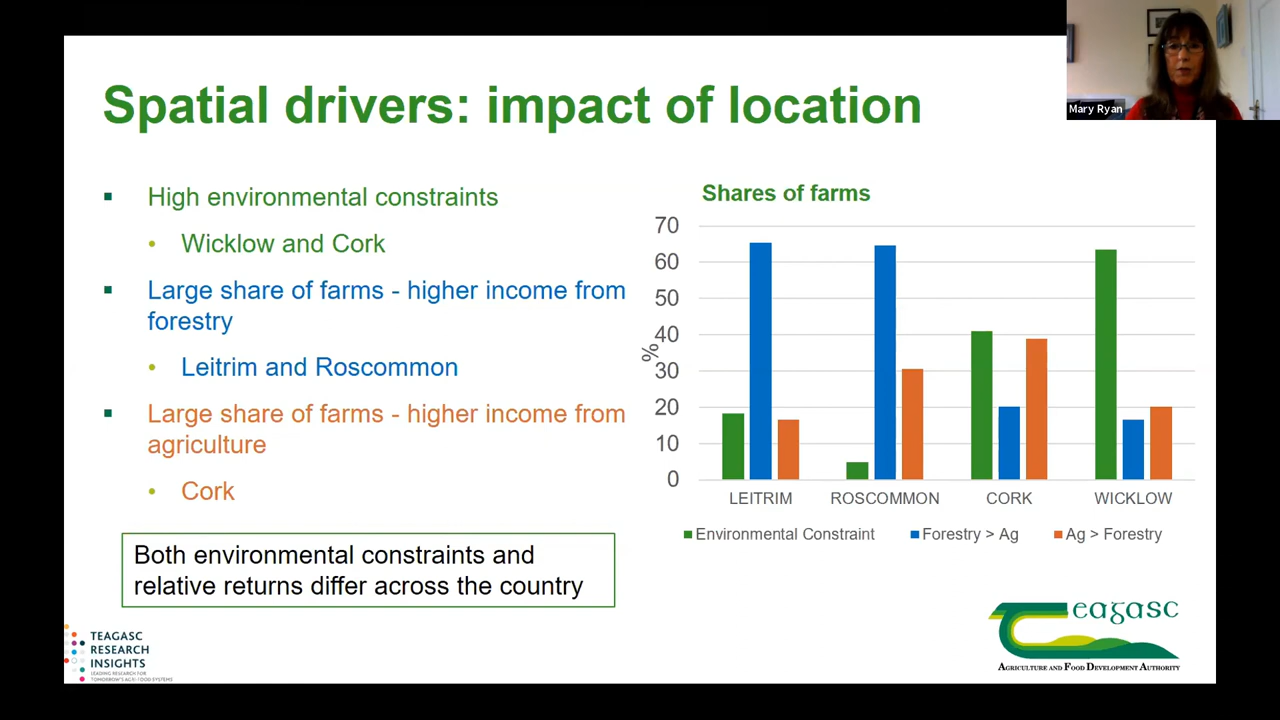 Spatial drivers: impact of location
Mary Ryan
▪ High environmental constraints
• Wicklow and Cork
▪ Large share of farms - higher income from
forestry
• Leitrim and Roscommon
▪ Large share of farms - higher income from
agriculture
• Cork
Both environmental constraints and
relative returns differ across the country
Shares of farms
%
70
60
50
40
30
20
10
0
LEITRIM ROSCOMMON CORK WICKLOW
Environmental Constraint Forestry > Ag Ag > Forestry
TEAGASC
RESEARCH
INSIGHTS
LEADING RESEARCH FOR
TOMORROW'S AGRI-FOOD SYSTEMS
eagasc
AGRICULTURE AND FOOD DEVELOPMENT AUTHORITY